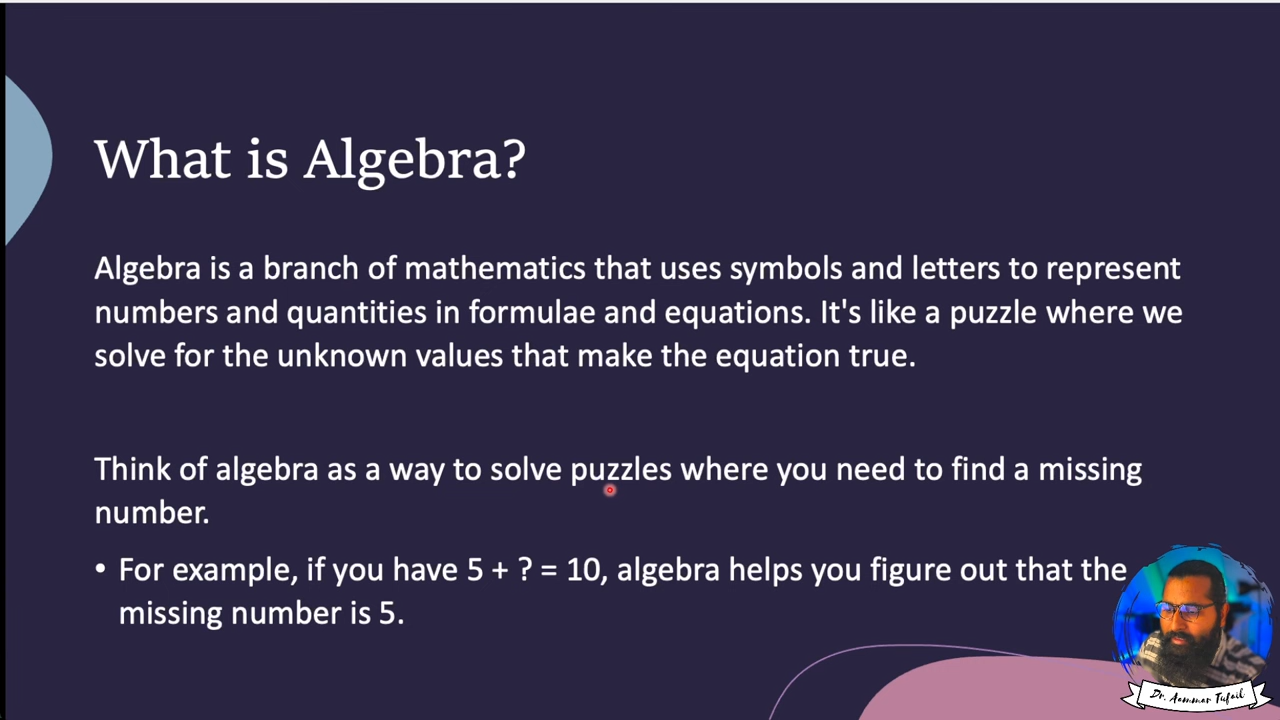 What is Algebra?
Algebra is a branch of mathematics that uses symbols and letters to represent
numbers and quantities in formulae and equations. It's like a puzzle where we
solve for the unknown values that make the equation true.
Think of algebra as a way to solve puzzles where you need to find a missing
number.
• For example, if you have 5 + ? = 10, algebra helps you figure out that the
missing number is 5.
Dr. Aammar Tufail